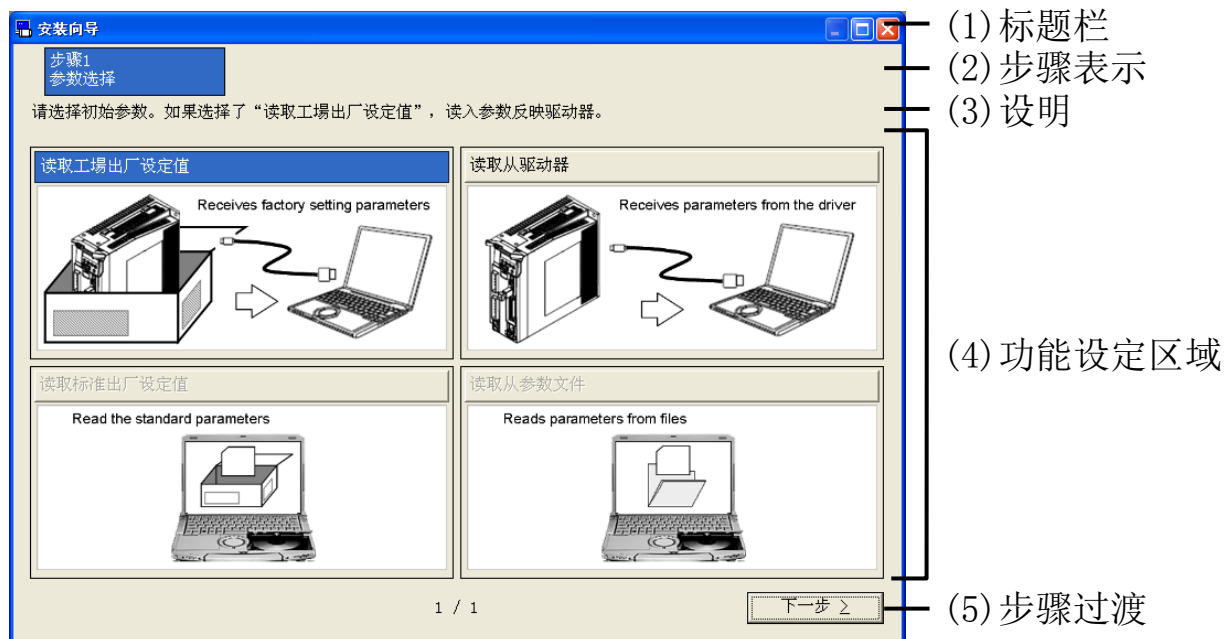 安装向导
(1)标题栏
步骤1
参数选择
(2)步骤表示
请选择初始参数。如果选择了“读取工場出厂设定值”，读入参数反映驱动器。
(3)设明
读取工場出厂设定值
读取从驱动器
Receives factory setting parameters
Receives parameters from the driver
(4)功能设定区域
读取标准出厂设定值
读取从参数文件
Read the standard parameters
Reads parameters from files
1 / 1
下一步 >
(5)步骤过渡